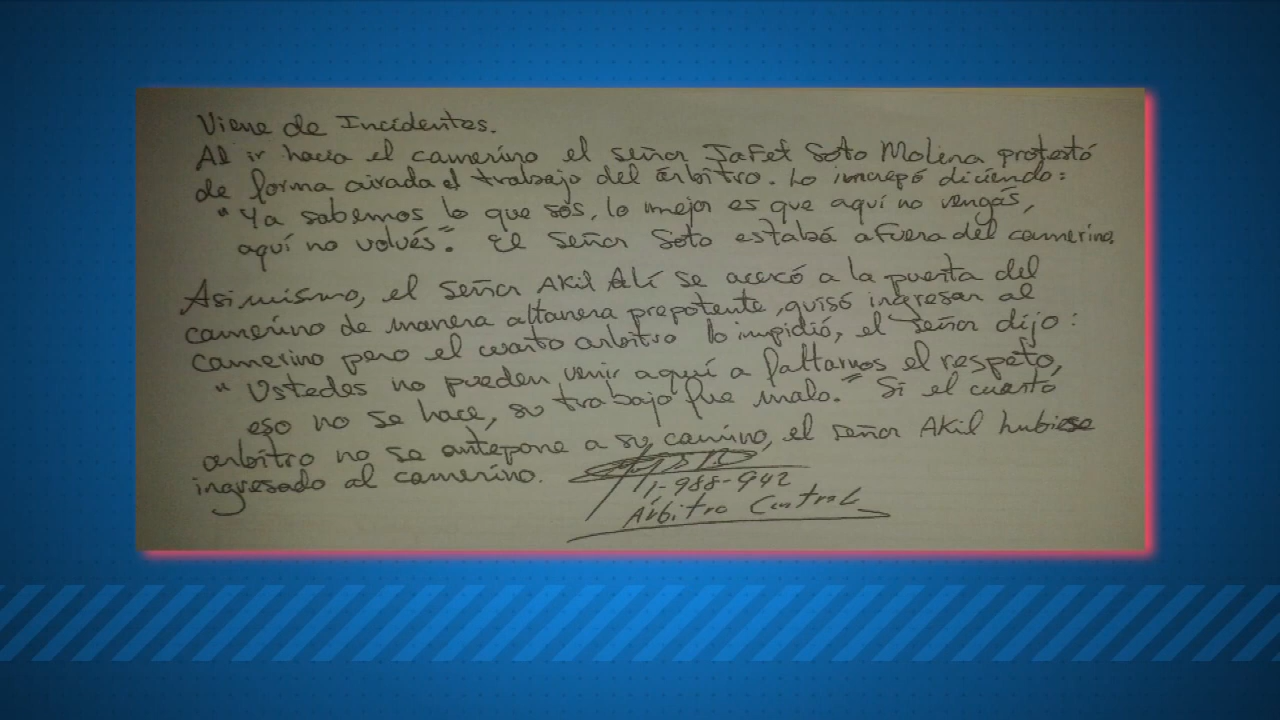 Viene de Incidentes.
Al ir hacia el camerino el señor Jafet Soto Molina protestó
de forma airada el trabajo del árbitro. Lo increpó diciendo:
"Ya sabemos lo que sós, lo mejor es que aquí no vengás,
aquí no volvés". El señor Soto estaba afuera del camerino.
Asi mismo, el señor Akil Alí se acercó a la puerta del
camerino de manera altanera prepotente, quisó ingresar al
camerino pero el cuarto arbitro lo impidió, el señor dijo:
"Ustedes no pueden venir aquí a faltarnos el respeto,
eso no se hace, su trabajo fue malo." Si el cuarto
arbitro no se antepone a su camino, el señor Akil hubiese
ingresado al camerino.
1-988-942
Árbitro Central